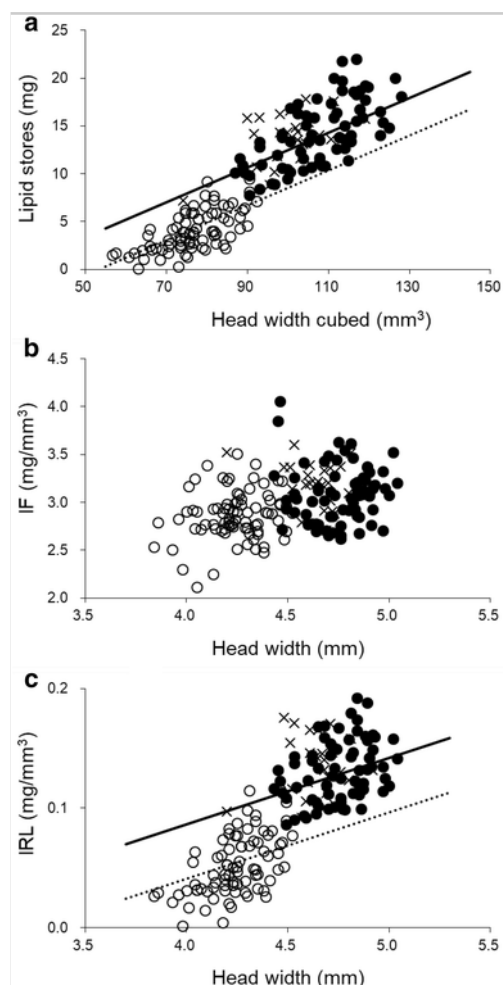 a
25
20
15
10
5
0
Lipid stores (mg)
50 70 90 110 130 150
Head width cubed (mm³)
b
4.5
4.0
3.5
3.0
2.5
2.0
IF (mg/mm³)
3.5 4.0 4.5 5.0 5.5
Head width (mm)
c
0.2
0.1
0.0
IRL (mg/mm³)
3.5 4.0 4.5 5.0 5.5
Head width (mm)